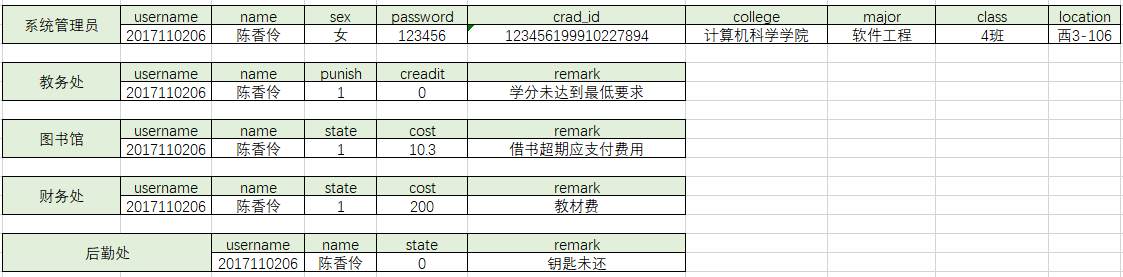 系统管理员 username name sex password crad_id college major class location
2017110206 陈香伶 女 123456 123456199910227894 计算机科学学院 软件工程 4班 西3-106
教务处 username name punish creadit remark
2017110206 陈香伶 1 0 学分未达到最低要求
图书馆 username name state cost remark
2017110206 陈香伶 1 10.3 借书超期应支付费用
财务处 username name state cost remark
2017110206 陈香伶 1 200 教材费
后勤处 username name state remark
2017110206 陈香伶 0 钥匙未还